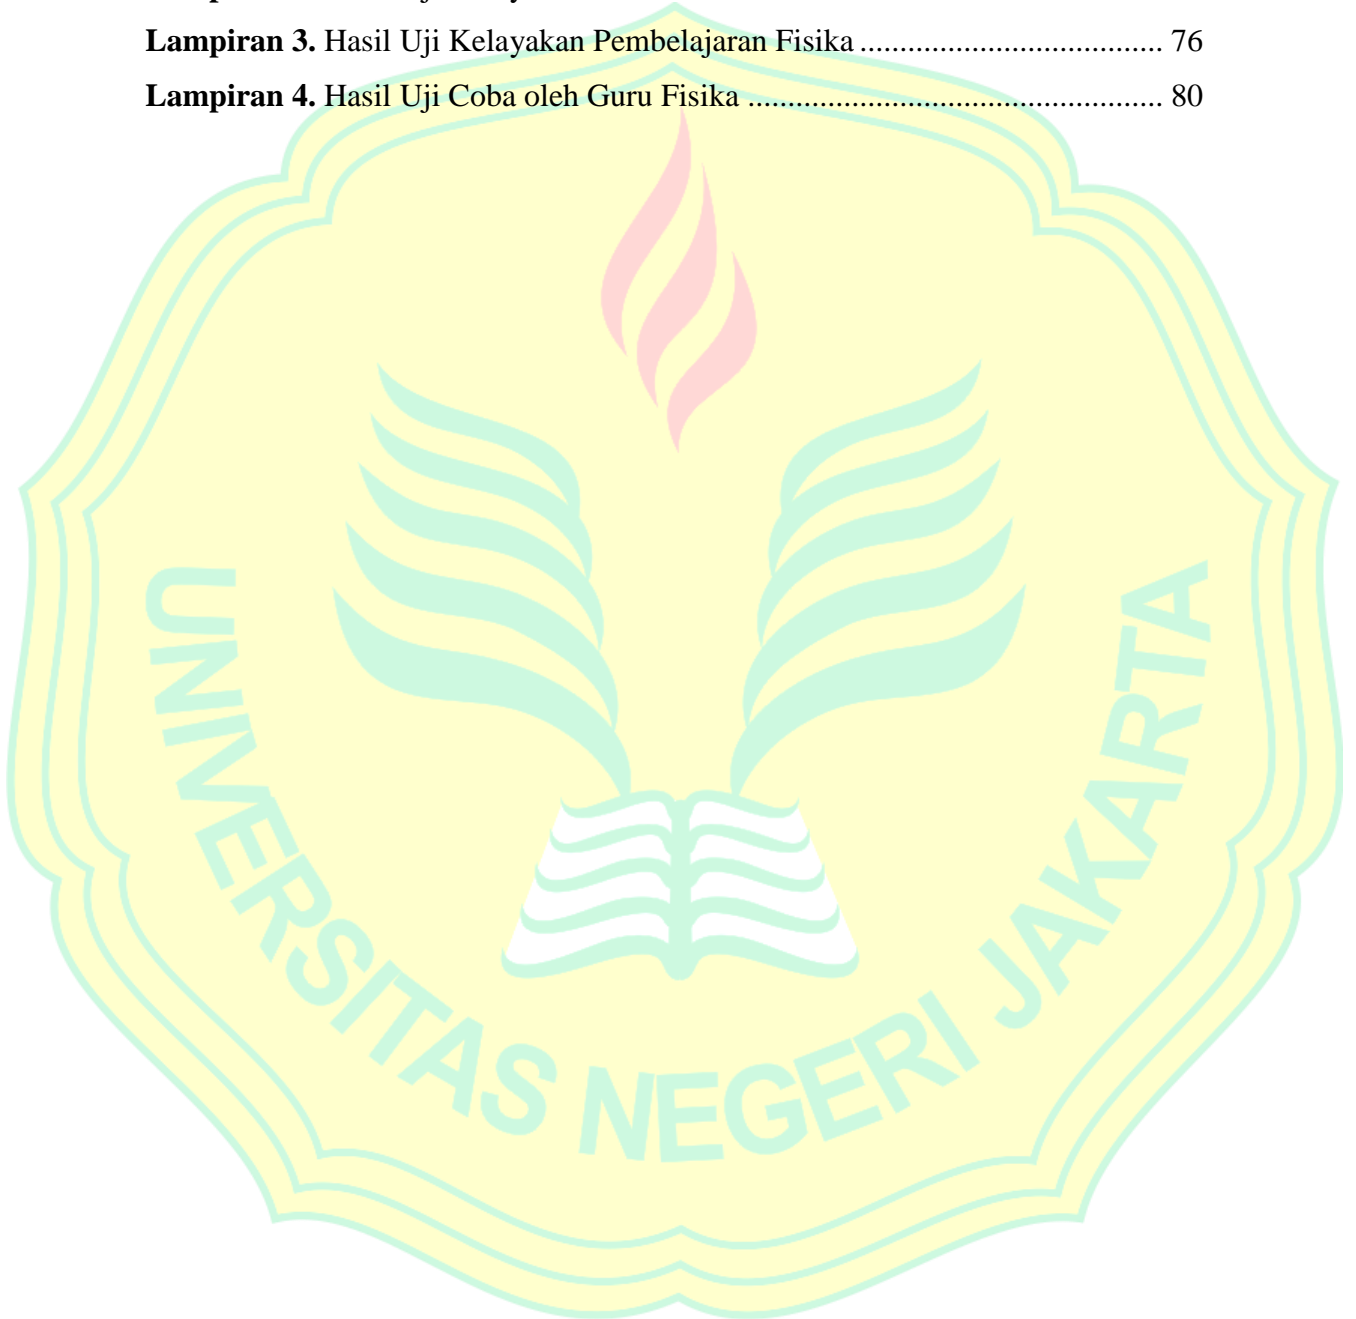 Lampiran 3. Hasil Uji Kelayakan Pembelajaran Fisika ...................................... 76
Lampiran 4. Hasil Uji Coba oleh Guru Fisika .................................................... 80
UNIVERSITAS NEGERI JAKARTA